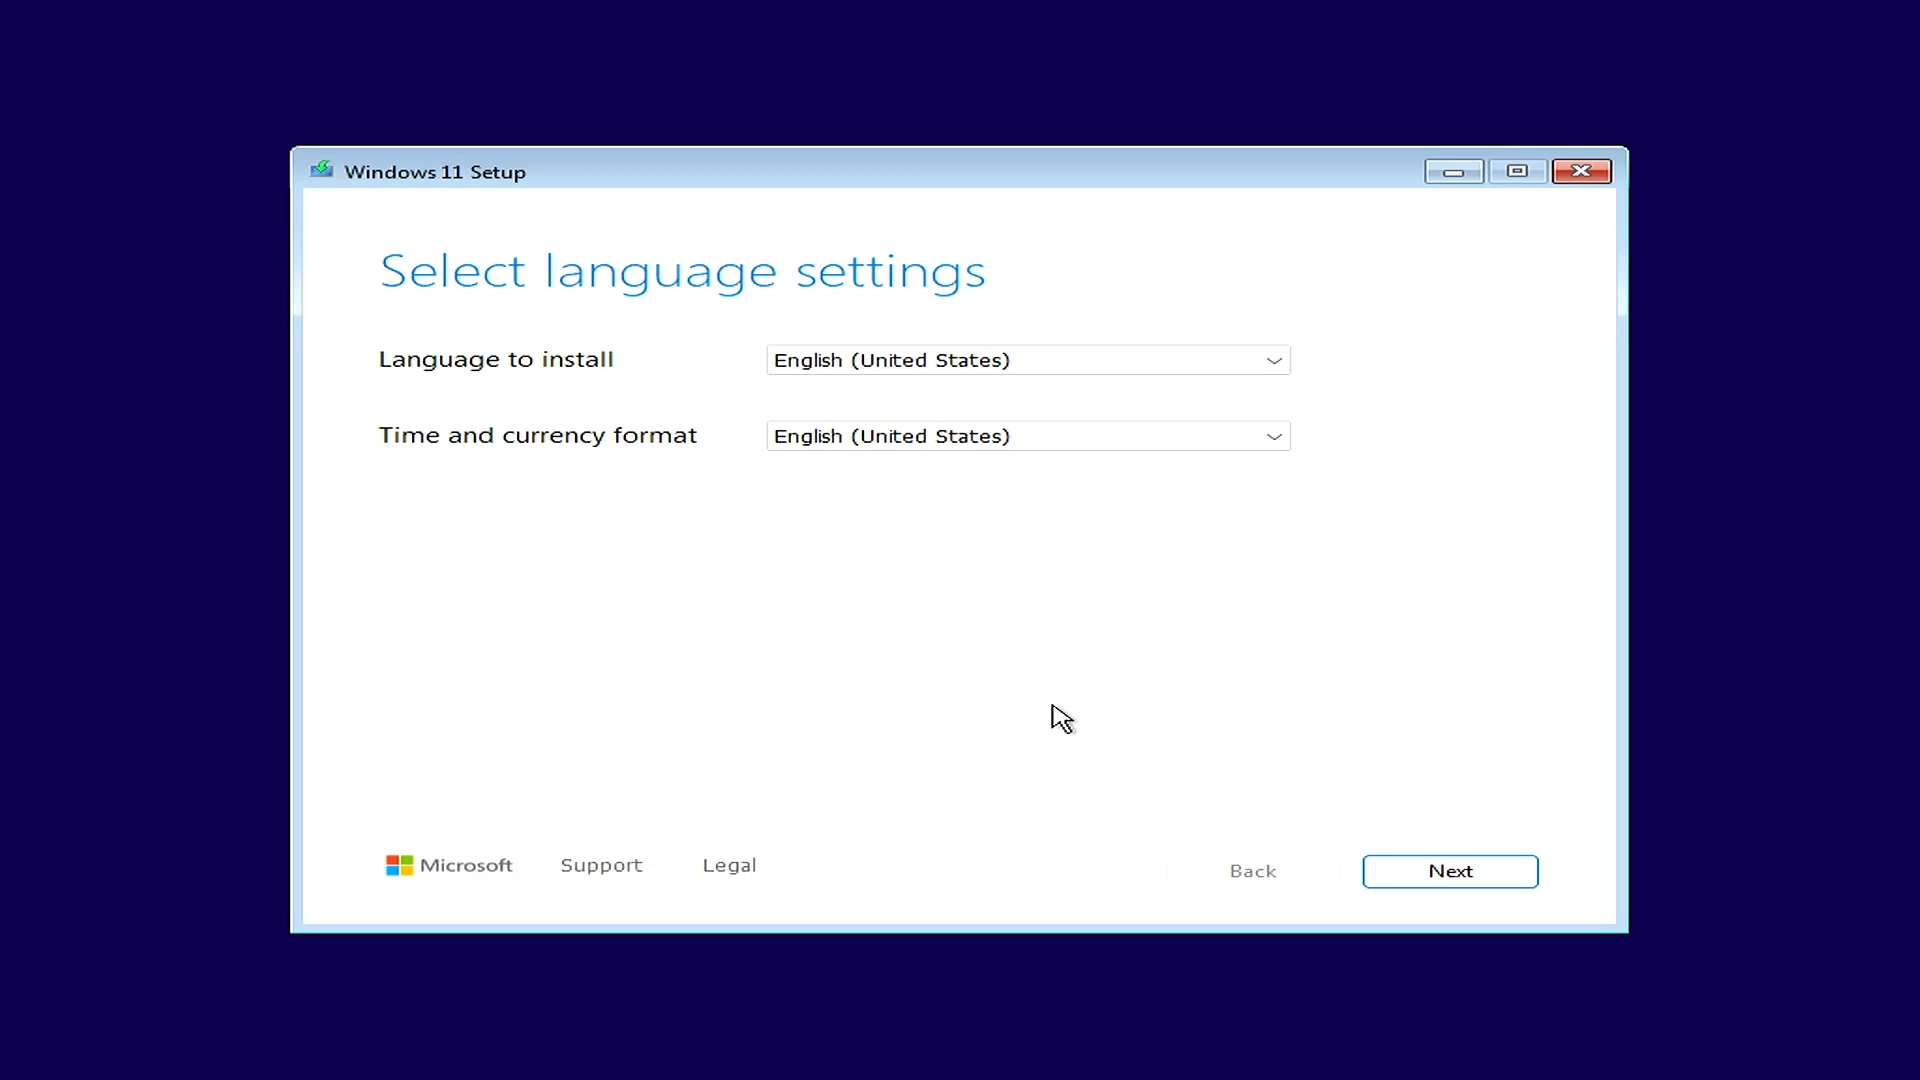 Windows 11 Setup
Select language settings
Language to install
English (United States)
Time and currency format
English (United States)
Microsoft
Support
Legal
Back
Next